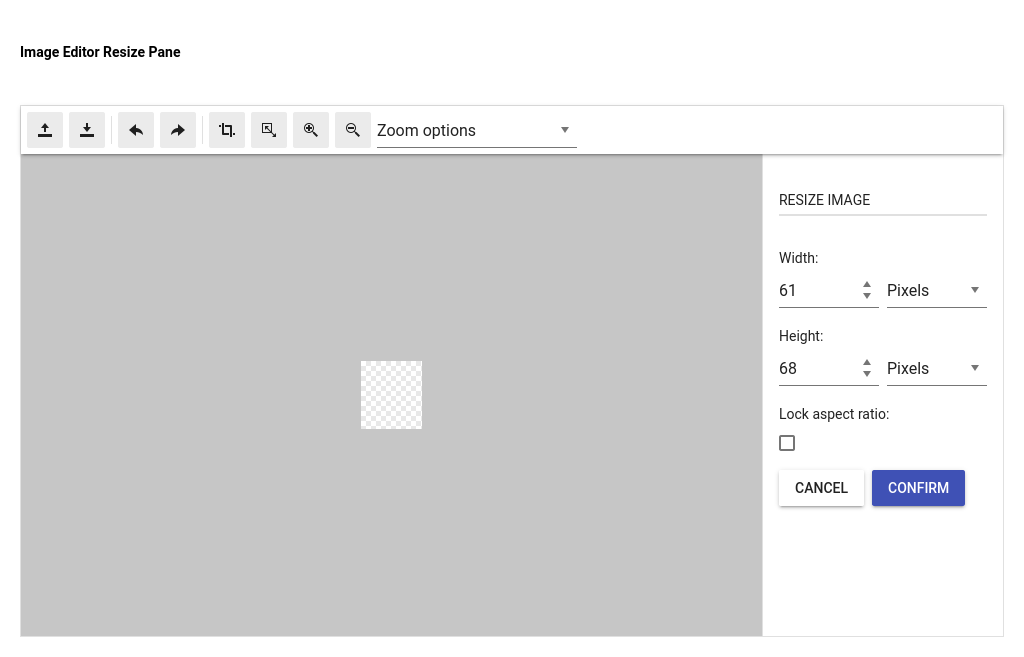 Image Editor Resize Pane
Zoom options
RESIZE IMAGE
Width:
61 Pixels
Height:
68 Pixels
Lock aspect ratio:
CANCEL CONFIRM